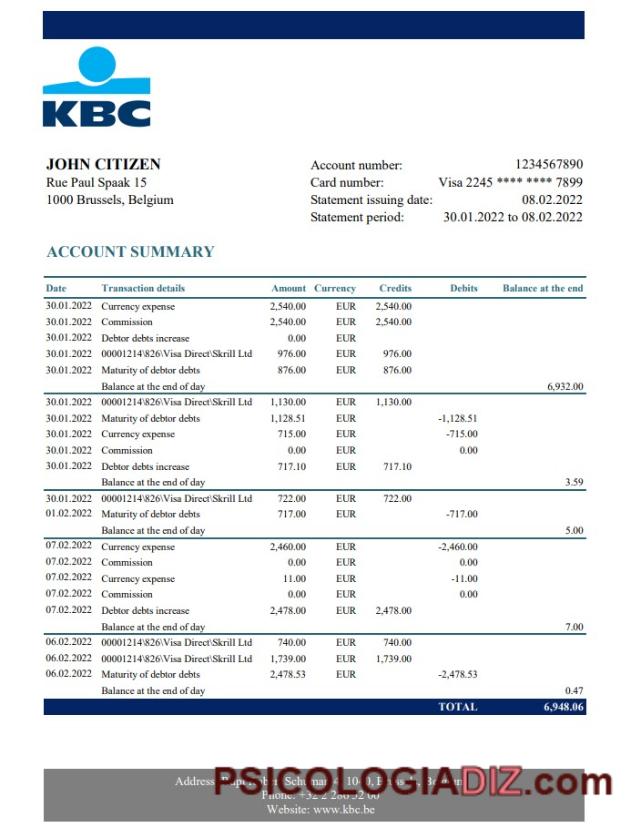 KBC
JOHN CITIZEN
Rue Paul Spaak 15
1000 Brussels, Belgium
Account number: 1234567890
Card number: Visa 2245 **** **** 7899
Statement issuing date: 08.02.2022
Statement period: 30.01.2022 to 08.02.2022
ACCOUNT SUMMARY
Date Transaction details Amount Currency Credits Debits Balance at the end
30.01.2022 Currency expense 2,540.00 EUR 2,540.00
30.01.2022 Commission 2,540.00 EUR 2,540.00
30.01.2022 Debtor debts increase 0.00 EUR
30.01.2022 00001214\826\Visa Direct\Skrill Ltd 976.00 EUR 976.00
30.01.2022 Maturity of debtor debts 876.00 EUR 876.00
Balance at the end of day 6,932.00
30.01.2022 00001214\826\Visa Direct\Skrill Ltd 1,130.00 EUR 1,130.00
30.01.2022 Maturity of debtor debts 1,128.51 EUR -1,128.51
30.01.2022 Currency expense 715.00 EUR -715.00
30.01.2022 Commission 0.00 EUR 0.00
30.01.2022 Debtor debts increase 717.10 EUR 717.10
Balance at the end of day 3.59
30.01.2022 00001214\826\Visa Direct\Skrill Ltd 722.00 EUR 722.00
01.02.2022 Maturity of debtor debts 717.00 EUR -717.00
Balance at the end of day 5.00
07.02.2022 Currency expense 2,460.00 EUR -2,460.00
07.02.2022 Commission 0.00 EUR 0.00
07.02.2022 Currency expense 11.00 EUR -11.00
07.02.2022 Commission 0.00 EUR 0.00
07.02.2022 Debtor debts increase 2,478.00 EUR 2,478.00
Balance at the end of day 7.00
06.02.2022 00001214\826\Visa Direct\Skrill Ltd 740.00 EUR 740.00
06.02.2022 00001214\826\Visa Direct\Skrill Ltd 1,739.00 EUR 1,739.00
06.02.2022 Maturity of debtor debts 2,478.53 EUR -2,478.53
Balance at the end of day 0.47
TOTAL 6,948.06
Address:
PSICOLOGIADIZ.com
Phone: +32 2
Website: www.kbc.be